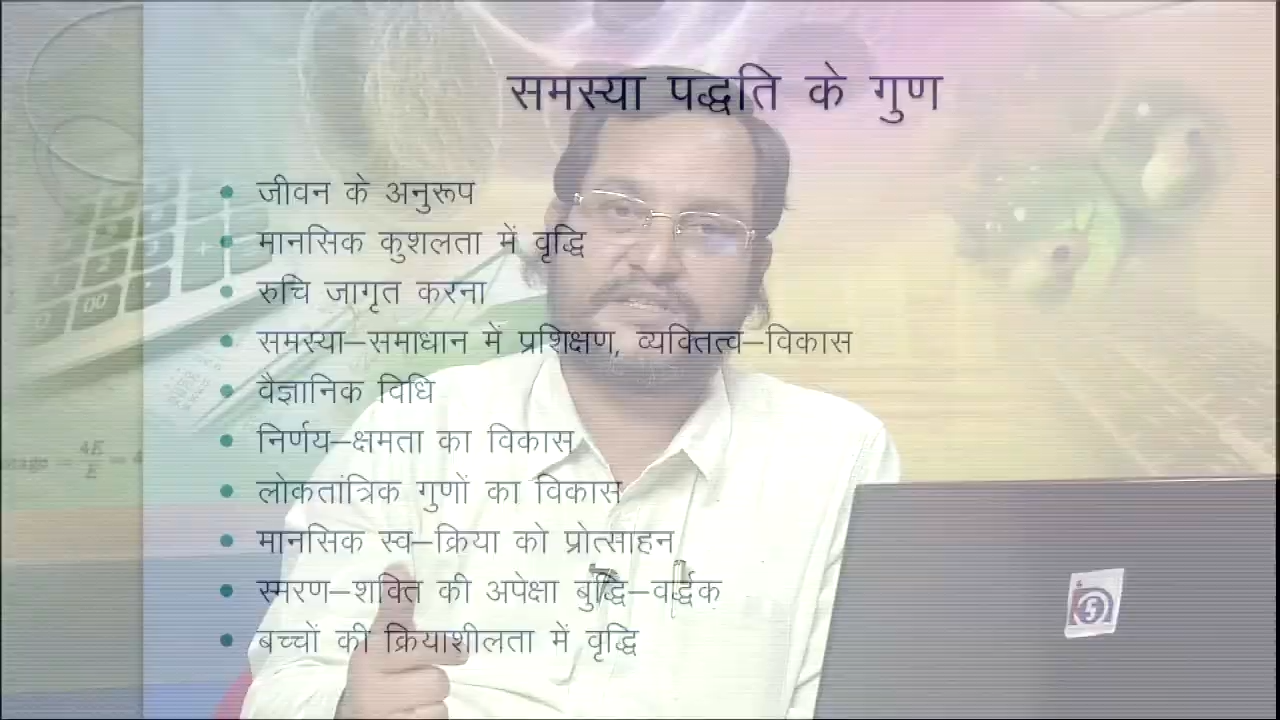 समस्या पद्धति के गुण
जीवन के अनुरूप
मानसिक कुशलता में वृद्धि
रुचि जागृत करना
समस्या–समाधान में प्रशिक्षण, व्यक्तित्व–विकास
वैज्ञानिक विधि
निर्णय–क्षमता का विकास
लोकतांत्रिक गुणों का विकास
मानसिक स्व–क्रिया को प्रोत्साहन
स्मरण–शक्ति की अपेक्षा बुद्धि–वर्द्धक
बच्चों की क्रियाशीलता में वृद्धि